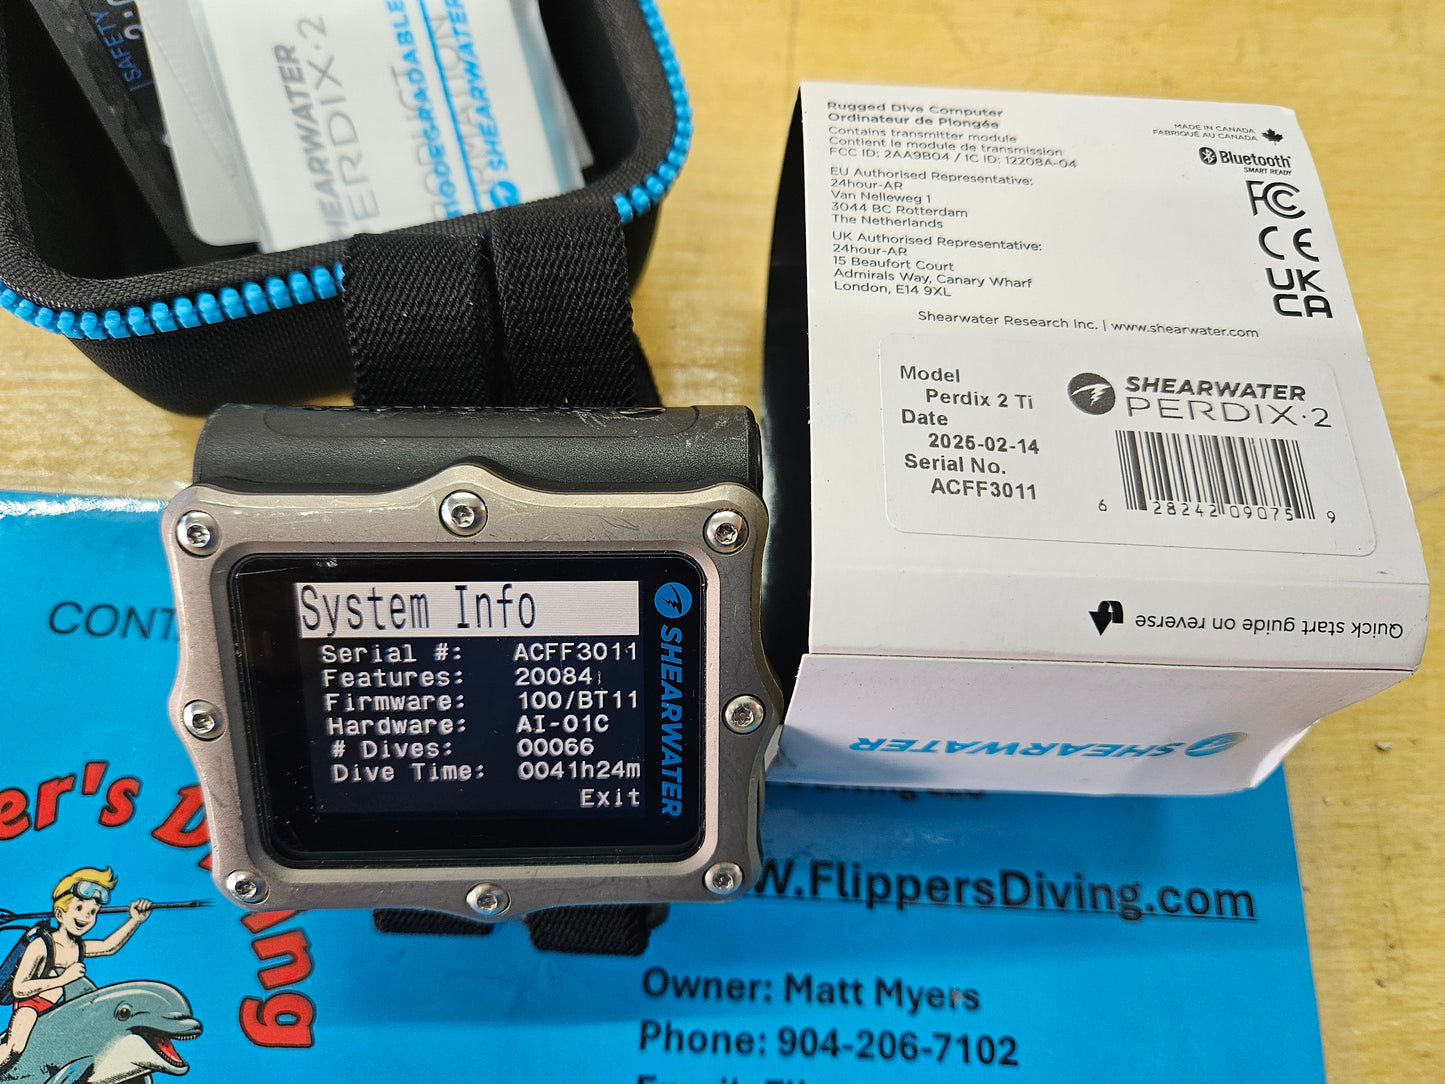 SAFETY
SHEARWATER
PERDIX·2
BIODEGRADABLE
SHEARWATER
Rugged Dive Computer
Ordinateur de Plongée
Contains transmitter module
Contient le module de transmission
FCC ID: 2AA9B04 / IC ID: 12208A-04
EU Authorised Representative:
24hour-AR
Van Nelleweg 1
3044 BC Rotterdam
The Netherlands
UK Authorised Representative:
24hour-AR
15 Beaufort Court
Admirals Way, Canary Wharf
London, E14 9XL
MADE IN CANADA
FABRIQUÉ AU CANADA
Bluetooth®
SMART READY
FCC
CE
UK
CA
Shearwater Research Inc. | www.shearwater.com
Model
Perdix 2 Ti
Date
2025-02-14
Serial No.
ACFF3011
SHEARWATER
PERDIX·2
6 28242 09075 9
Quick start guide on reverse
SHEARWATER
System Info
Serial #: ACFF3011
Features: 20084
Firmware: 100/BT11
Hardware: AI-01C
# Dives: 00066
Dive Time: 0041h24m
Exit
SHEARWATER
CONT
er's D
W.FlippersDiving.com
Owner: Matt Myers
Phone: 904-206-7102